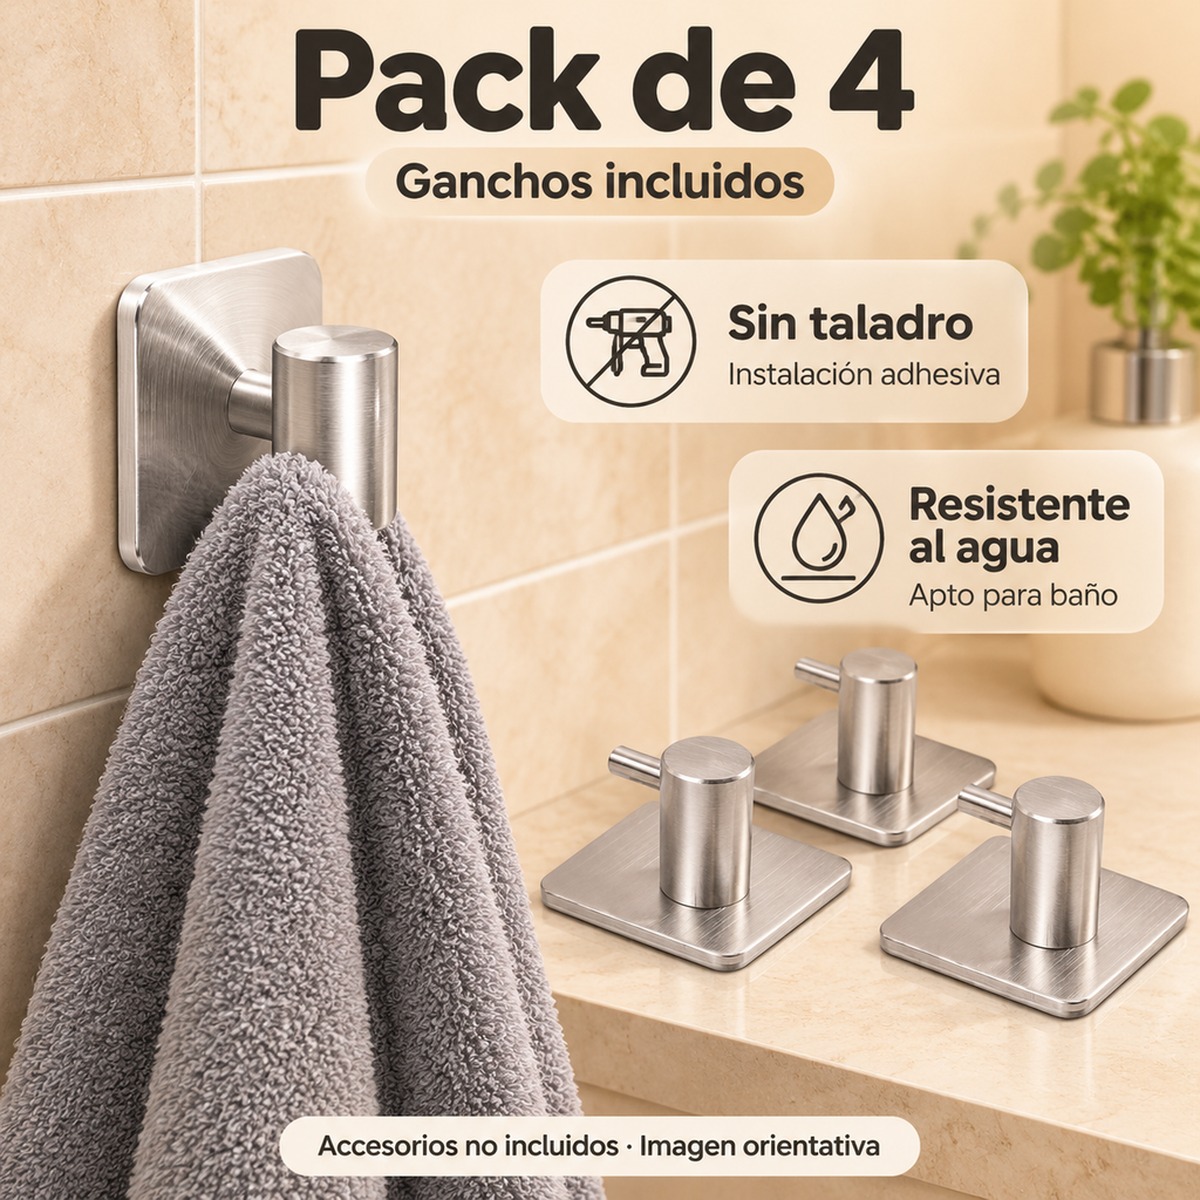 Pack de 4
Ganchos incluidos
Sin taladro
Instalación adhesiva
Resistente
al agua
Apto para baño
Accesorios no incluidos · Imagen orientativa